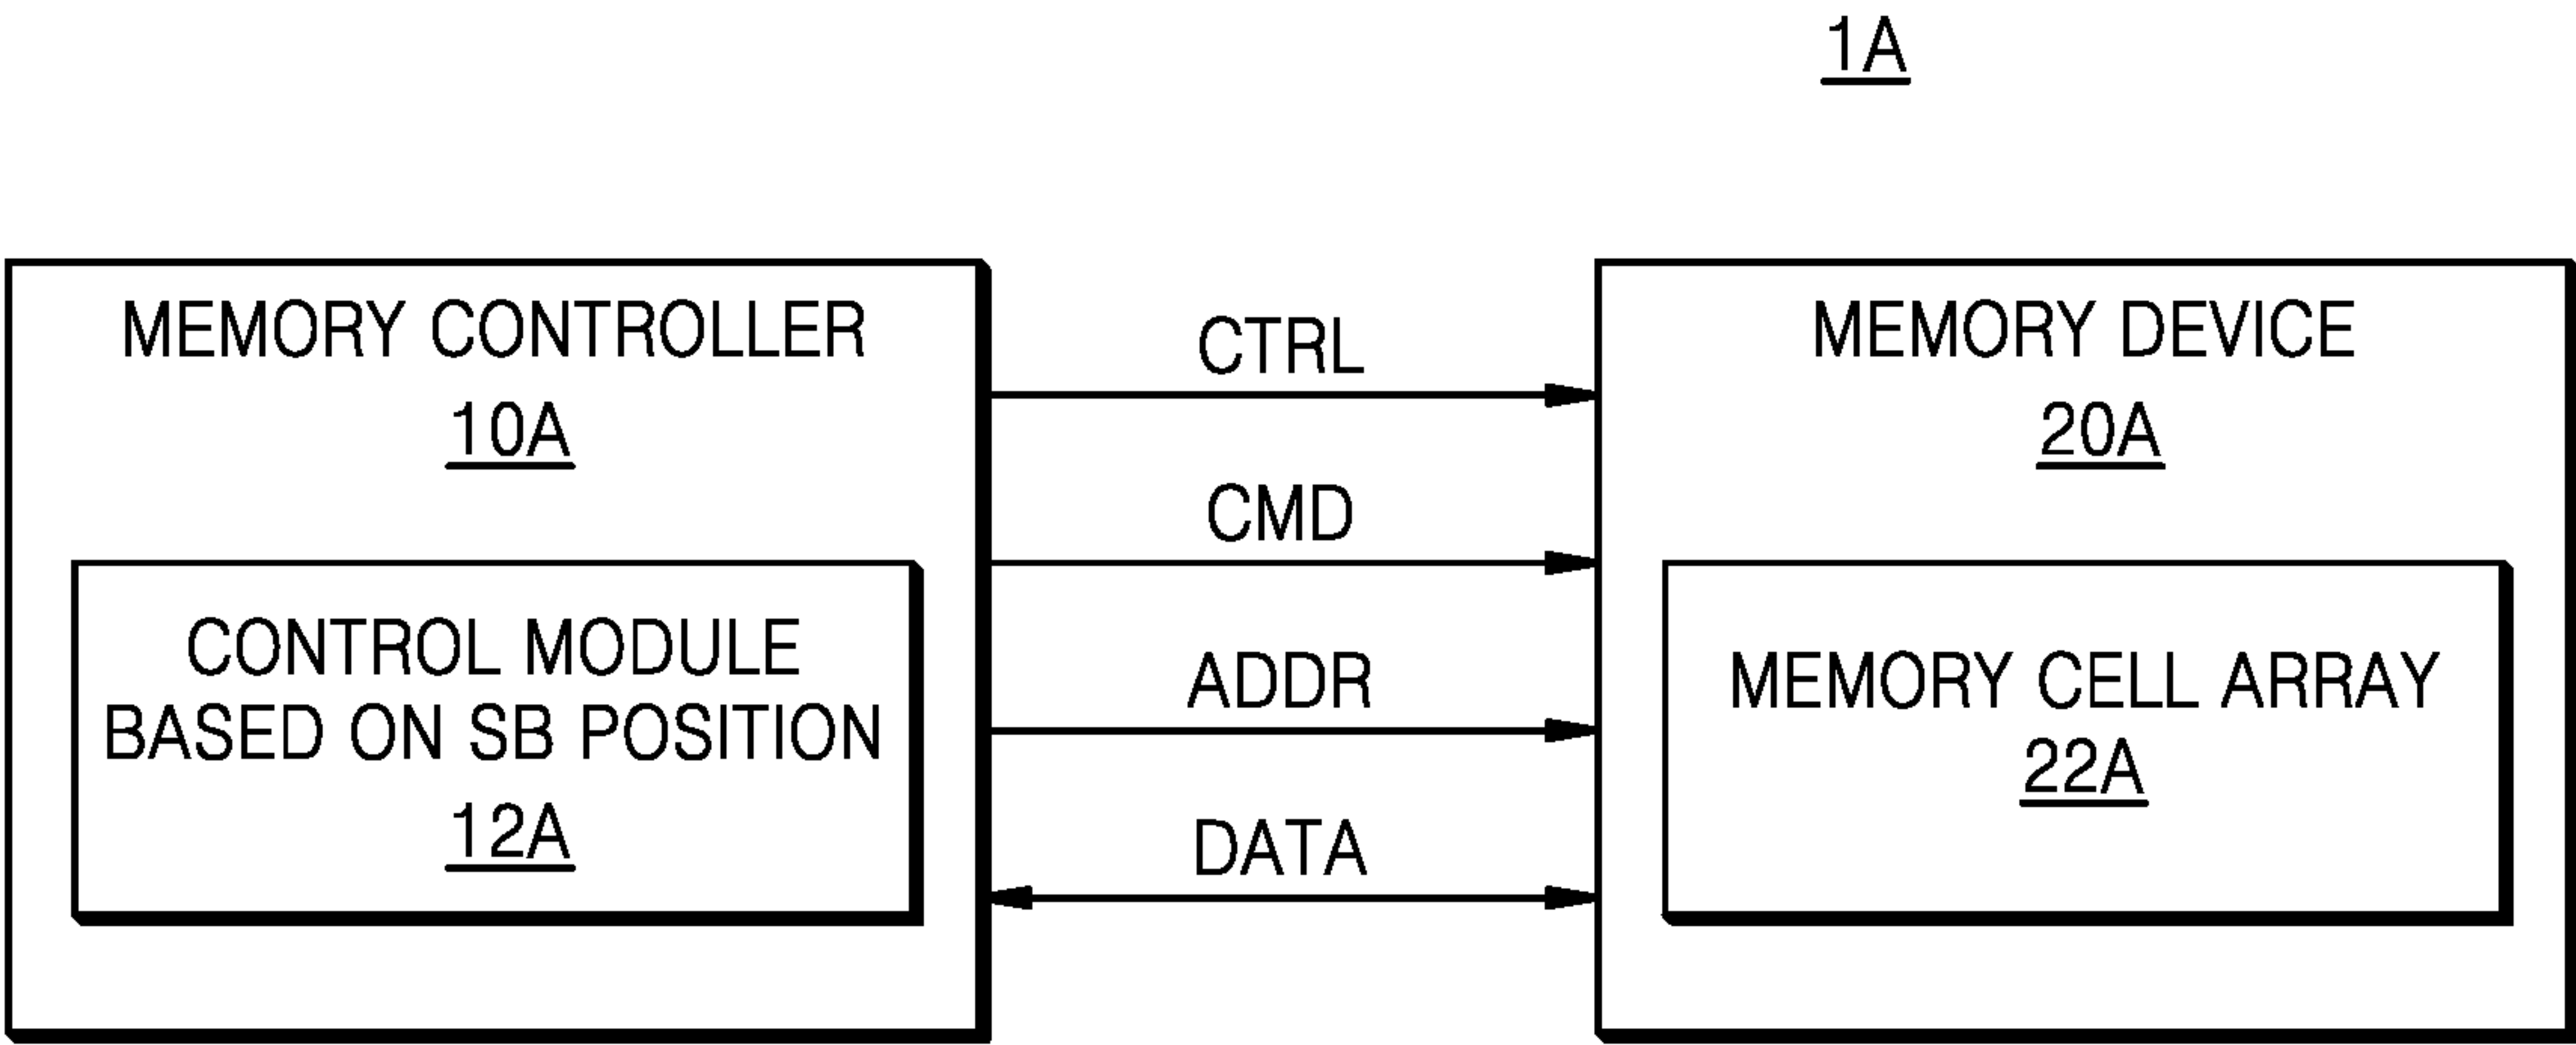 1A
MEMORY CONTROLLER
10A
CONTROL MODULE
BASED ON SB POSITION
12A
CTRL
CMD
ADDR
DATA
MEMORY DEVICE
20A
MEMORY CELL ARRAY
22A